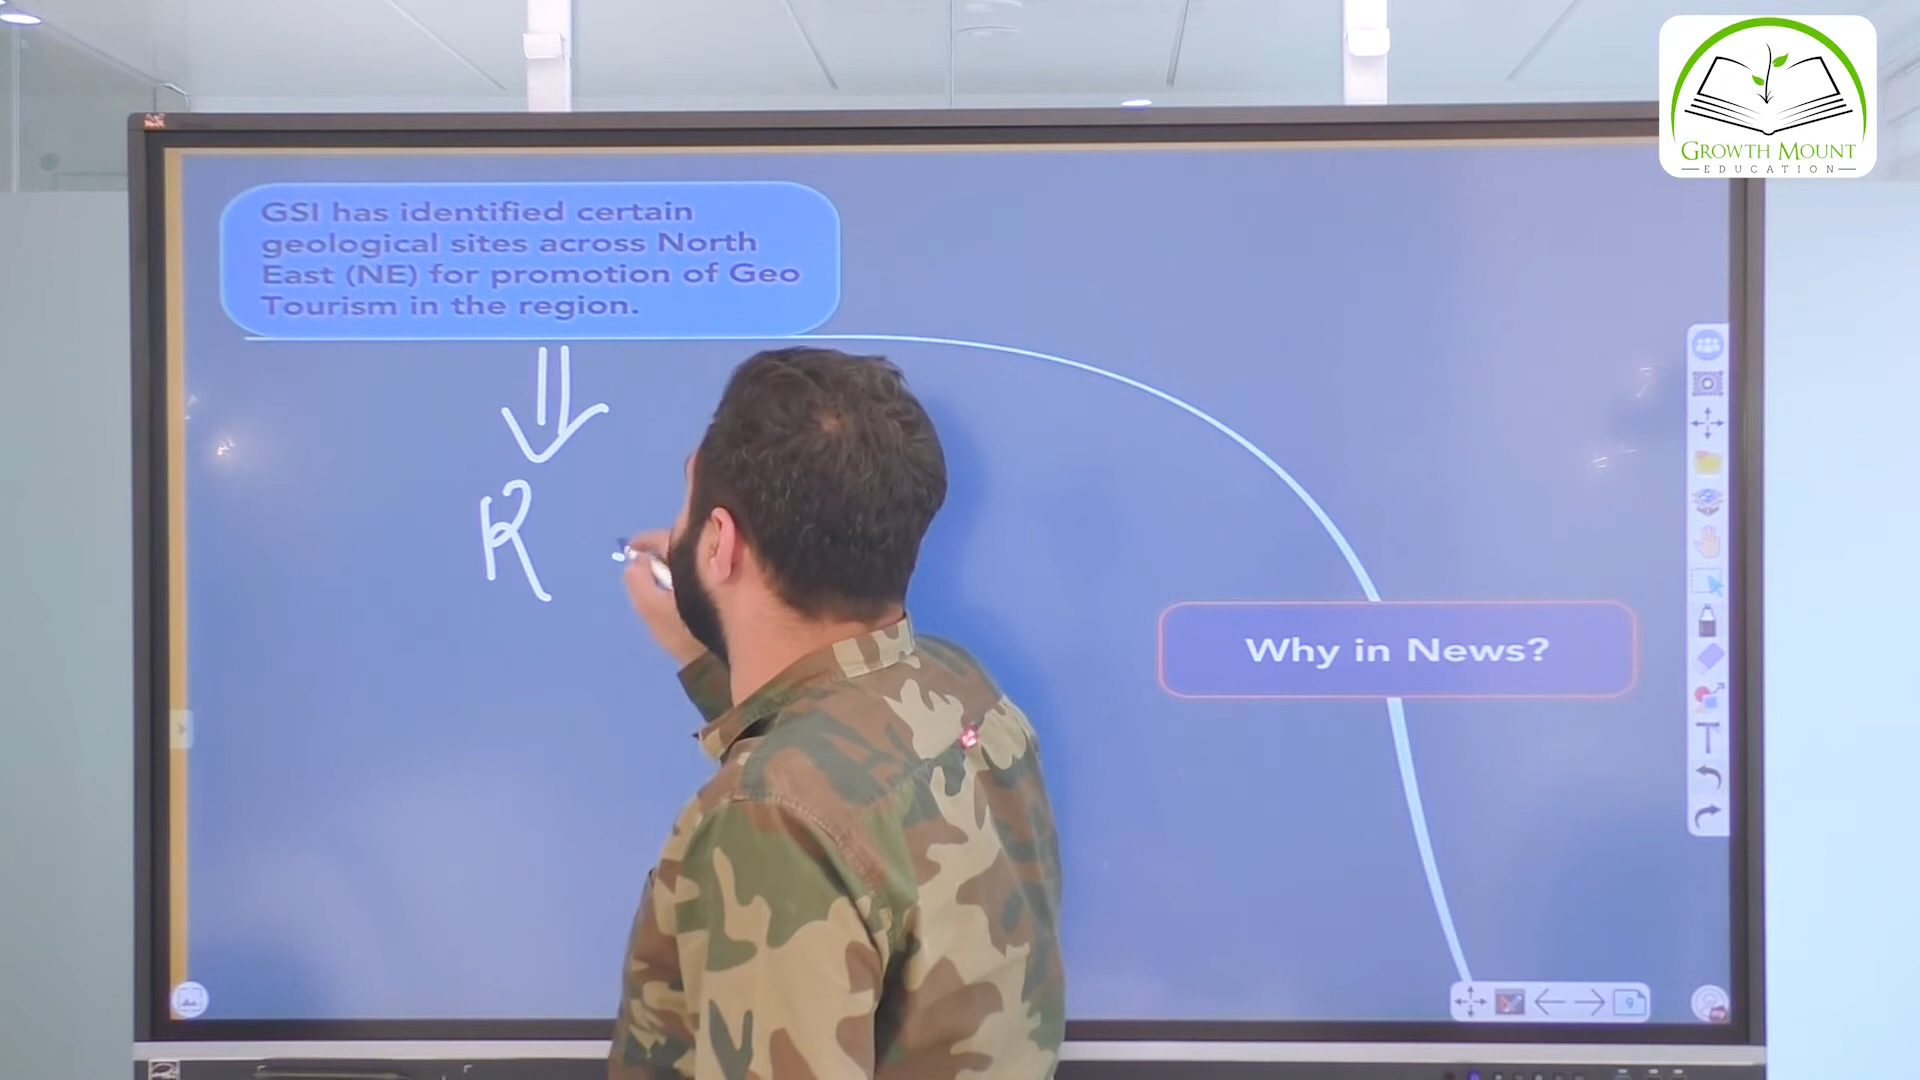 GROWTH MOUNT
EDUCATION
GSI has identified certain
geological sites across North
East (NE) for promotion of Geo
Tourism in the region.
R
Why in News?
9